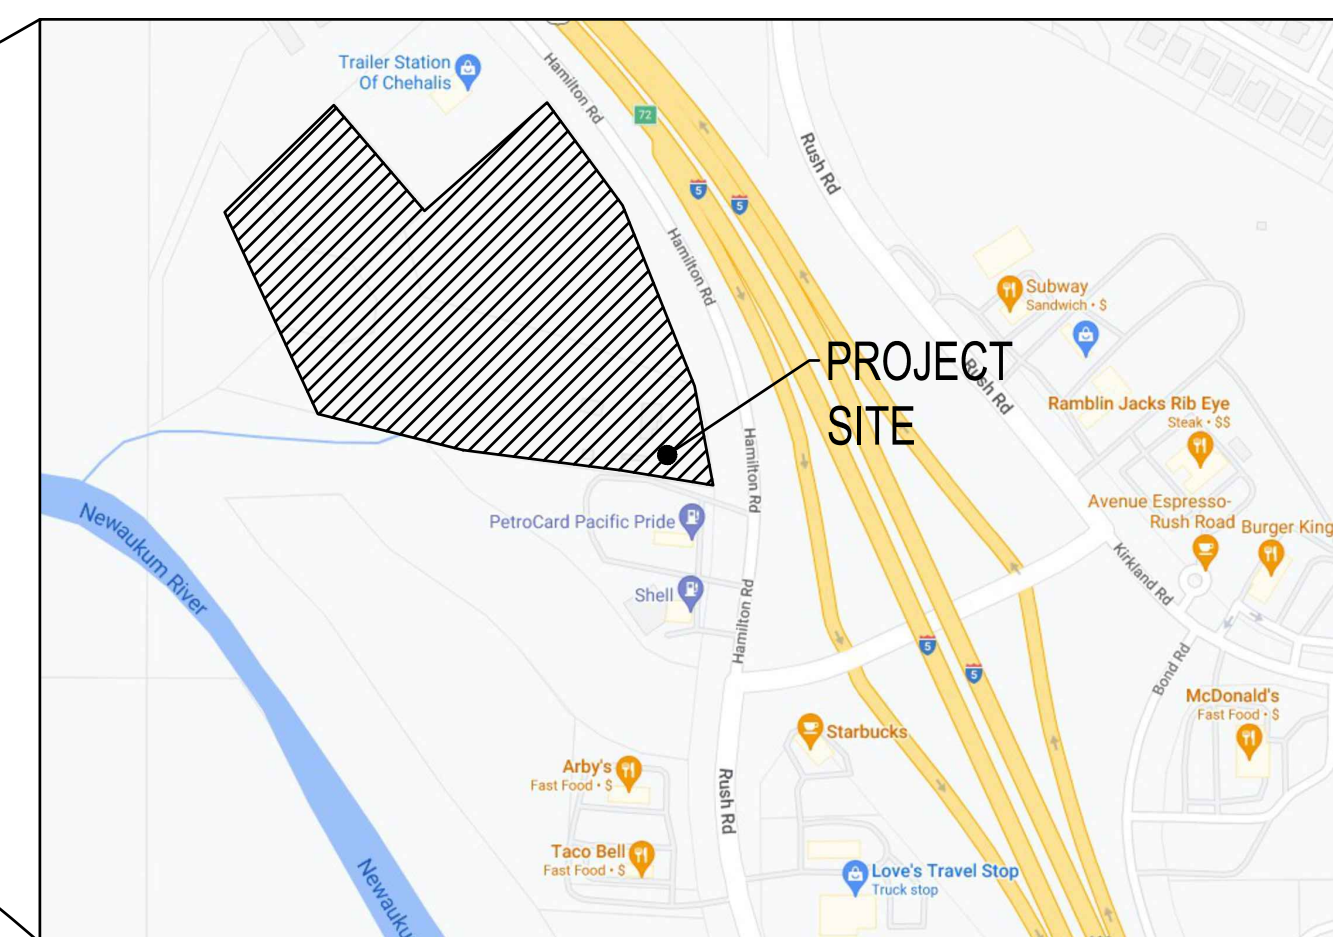 Trailer Station
Of Chehalis
Hamilton Rd
72
Rush Rd
5
5
Hamilton Rd
Subway
Sandwich • $
PROJECT
SITE
Rush Rd
Ramblin Jacks Rib Eye
Steak • $$
Hamilton Rd
Avenue Espresso-
Rush Road
Burger King
PetroCard Pacific Pride
Newaukum River
Kirkland Rd
Shell
Hamilton Rd
5
5
Bond Rd
McDonald's
Fast Food • $
Starbucks
Arby's
Fast Food • $
Rush Rd
Taco Bell
Fast Food • $
Love's Travel Stop
Truck stop
Newauku